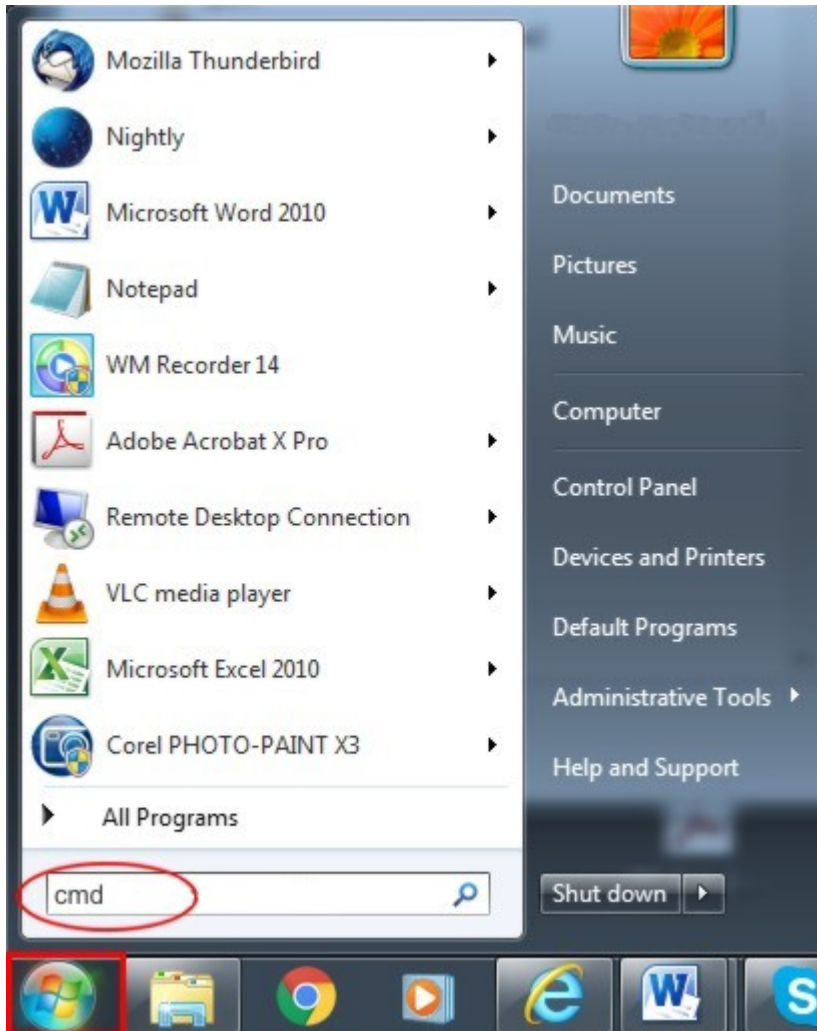 Mozilla Thunderbird
Nightly
Microsoft Word 2010
Notepad
WM Recorder 14
Adobe Acrobat X Pro
Remote Desktop Connection
VLC media player
Microsoft Excel 2010
Corel PHOTO-PAINT X3
All Programs
cmd
Documents
Pictures
Music
Computer
Control Panel
Devices and Printers
Default Programs
Administrative Tools
Help and Support
Shut down